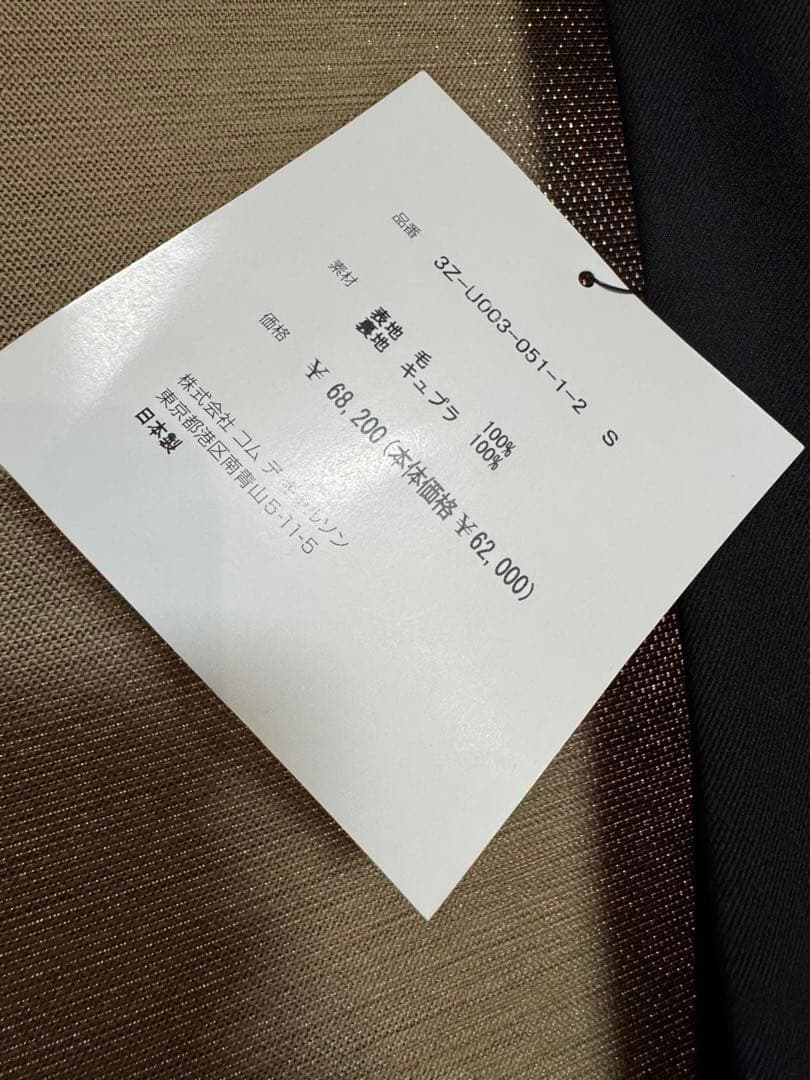 品番 3Z-U003-051-1-2 S
素材 表地 毛 100%
裏地 キュプラ 100%
価格 ¥ 68,200(本体価格¥62,000)
株式会社 コム デ ギャルソン
東京都港区南青山5-11-5
日本製